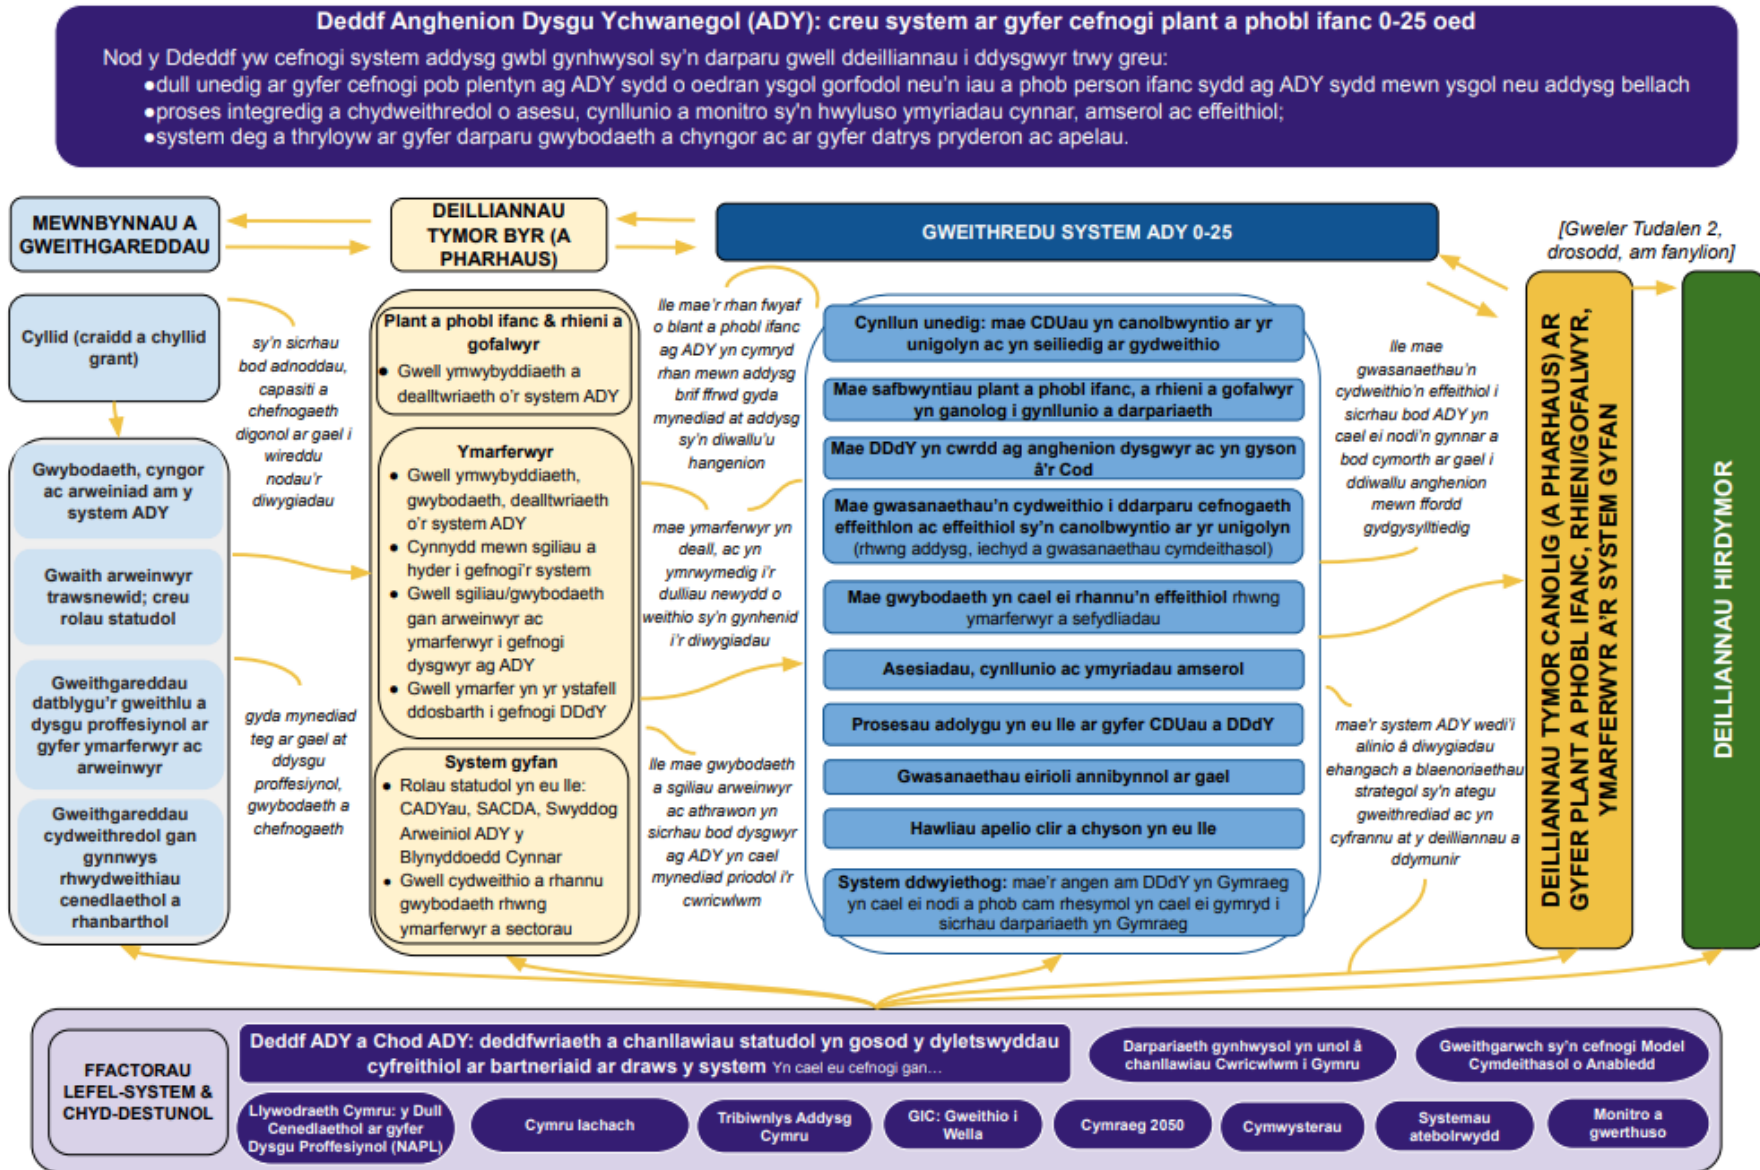 Deddf Anghenion Dysgu Ychwanegol (ADY): creu system ar gyfer cefnogi plant a phobl ifanc 0-25 oed
Nod y Ddeddf yw cefnogi system addysg gwbl gynhwysol sy'n darparu gwell ddeilliannau i ddysgwyr trwy greu:
●dull unedig ar gyfer cefnogi pob plentyn ag ADY sydd o oedran ysgol gorfodol neu'n iau a phob person ifanc sydd ag ADY sydd mewn ysgol neu addysg bellach
●proses integredig a chydweithredol o asesu, cynllunio a monitro sy'n hwyluso ymyriadau cynnar, amserol ac effeithiol;
●system deg a thryloyw ar gyfer darparu gwybodaeth a chyngor ac ar gyfer datrys pryderon ac apelau.
MEWNBYNNAU A
GWEITHGAREDDAU
DEILLIANNAU
TYMOR BYR (A
PHARHAUS)
GWEITHREDU SYSTEM ADY 0-25
[Gweler Tudalen 2,
drosodd, am fanylion]
Cyllid (craidd a chyllid
grant)
Gwybodaeth, cyngor
ac arweiniad am y
system ADY
Gwaith arweinwyr
trawsnewid; creu
rolau statudol
Gweithgareddau
datblygu'r gweithlu a
dysgu proffesiynol ar
gyfer ymarferwyr ac
arweinwyr
Gweithgareddau
cydweithredol gan
gynnwys
rhwydweithiau
cenedlaethol a
rhanbarthol
sy'n sicrhau
bod adnoddau,
capasiti a
chefnogaeth
digonol ar gael i
wireddu
nodau'r
diwygiadau
gyda mynediad
teg ar gael at
ddysgu
proffesiynol,
gwybodaeth a
chefnogaeth
Plant a phobl ifanc & rhieni a
gofalwyr
● Gwell ymwybyddiaeth a
dealltwriaeth o'r system ADY
Ymarferwyr
● Gwell ymwybyddiaeth,
gwybodaeth, dealltwriaeth
o'r system ADY
● Cynnydd mewn sgiliau a
hyder i gefnogi'r system
● Gwell sgiliau/gwybodaeth
gan arweinwyr ac
ymarferwyr i gefnogi
dysgwyr ag ADY
● Gwell ymarfer yn yr ystafell
ddosbarth i gefnogi DDdY
System gyfan
● Rolau statudol yn eu lle:
CADYau, SACDA, Swyddog
Arweiniol ADY y
Blynyddoedd Cynnar
● Gwell cydweithio a rhannu
gwybodaeth rhwng
ymarferwyr a sectorau
lle mae'r rhan fwyaf
o blant a phobl ifanc
ag ADY yn cymryd
rhan mewn addysg
brif ffrwd gyda
mynediad at addysg
sy'n diwallu'u
hangenion
mae ymarferwyr yn
deall, ac yn
ymrwymedig i'r
dulliau newydd o
weithio sy'n gynhenid
i'r diwygiadau
lle mae gwybodaeth
a sgiliau arweinwyr
ac athrawon yn
sicrhau bod dysgwyr
ag ADY yn cael
mynediad priodol i'r
cwricwlwm
Cynllun unedig: mae CDUau yn canolbwyntio ar yr
unigolyn ac yn seiliedig ar gydweithio
Mae safbwyntiau plant a phobl ifanc, a rhieni a gofalwyr
yn ganolog i gynllunio a darpariaeth
Mae DDdY yn cwrdd ag anghenion dysgwyr ac yn gyson
â'r Cod
Mae gwasanaethau'n cydweithio i ddarparu cefnogaeth
effeithlon ac effeithiol sy'n canolbwyntio ar yr unigolyn
(rhwng addysg, iechyd a gwasanaethau cymdeithasol)
Mae gwybodaeth yn cael ei rhannu'n effeithiol rhwng
ymarferwyr a sefydliadau
Asesiadau, cynllunio ac ymyriadau amserol
Prosesau adolygu yn eu lle ar gyfer CDUau a DDdY
Gwasanaethau eirioli annibynnol ar gael
Hawliau apelio clir a chyson yn eu lle
System ddwyiethog: mae'r angen am DDdY yn Gymraeg
yn cael ei nodi a phob cam rhesymol yn cael ei gymryd i
sicrhau darpariaeth yn Gymraeg
lle mae
gwasanaethau'n
cydweithio'n effeithiol i
sicrhau bod ADY yn
cael ei nodi'n gynnar a
bod cymorth ar gael i
ddiwallu anghenion
mewn ffordd
gydgysylltiedig
mae'r system ADY wedi'i
alinio â diwygiadau
ehangach a blaenoriaethau
strategol sy'n ategu
gweithrediad ac yn
cyfrannu at y deilliannau a
ddymunir
DEILLIANNAU TYMOR CANOLIG (A PHARHAUS) AR
GYFER PLANT A PHOBL IFANC, RHIENI/GOFALWYR,
YMARFERWYR A'R SYSTEM GYFAN
DEILLIANNAU HIRDYMOR
FFACTORAU
LEFEL-SYSTEM &
CHYD-DESTUNOL
Deddf ADY a Chod ADY: deddfwriaeth a chanllawiau statudol yn gosod y dyletswyddau
cyfreithiol ar bartneriaid ar draws y system Yn cael eu cefnogi gan…
Darpariaeth gynhwysol yn unol â
chanllawiau Cwricwlwm i Gymru
Gweithgarwch sy'n cefnogi Model
Cymdeithasol o Anabledd
Llywodraeth Cymru: y Dull
Cenedlaethol ar gyfer
Dysgu Proffesiynol (NAPL)
Cymru Iachach
Tribiwnlys Addysg
Cymru
GIC: Gweithio i
Wella
Cymraeg 2050
Cymwysterau
Systemau
atebolrwydd
Monitro a
gwerthuso